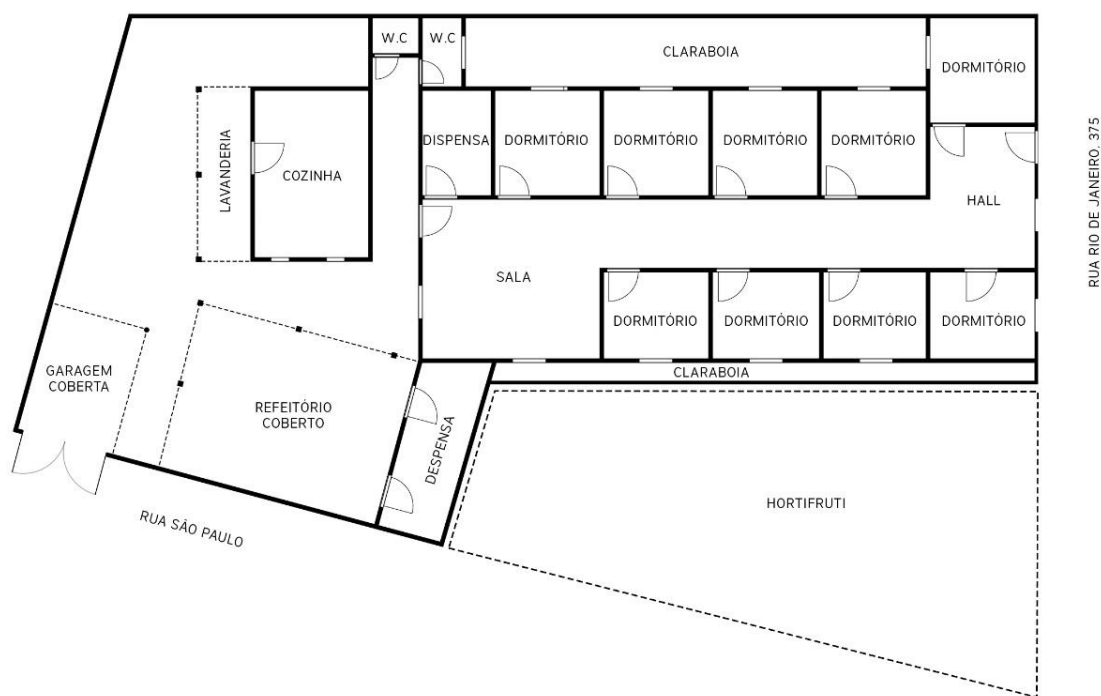 W.C
W.C
CLARABOIA
DORMITÓRIO
LAVANDERIA
COZINHA
DISPENSA
DORMITÓRIO
DORMITÓRIO
DORMITÓRIO
DORMITÓRIO
RUA RIO DE JANEIRO, 375
HALL
SALA
DORMITÓRIO
DORMITÓRIO
DORMITÓRIO
DORMITÓRIO
CLARABOIA
GARAGEM
COBERTA
REFEITÓRIO
COBERTO
DESPENSA
HORTIFRUTI
RUA SÂO PAULO